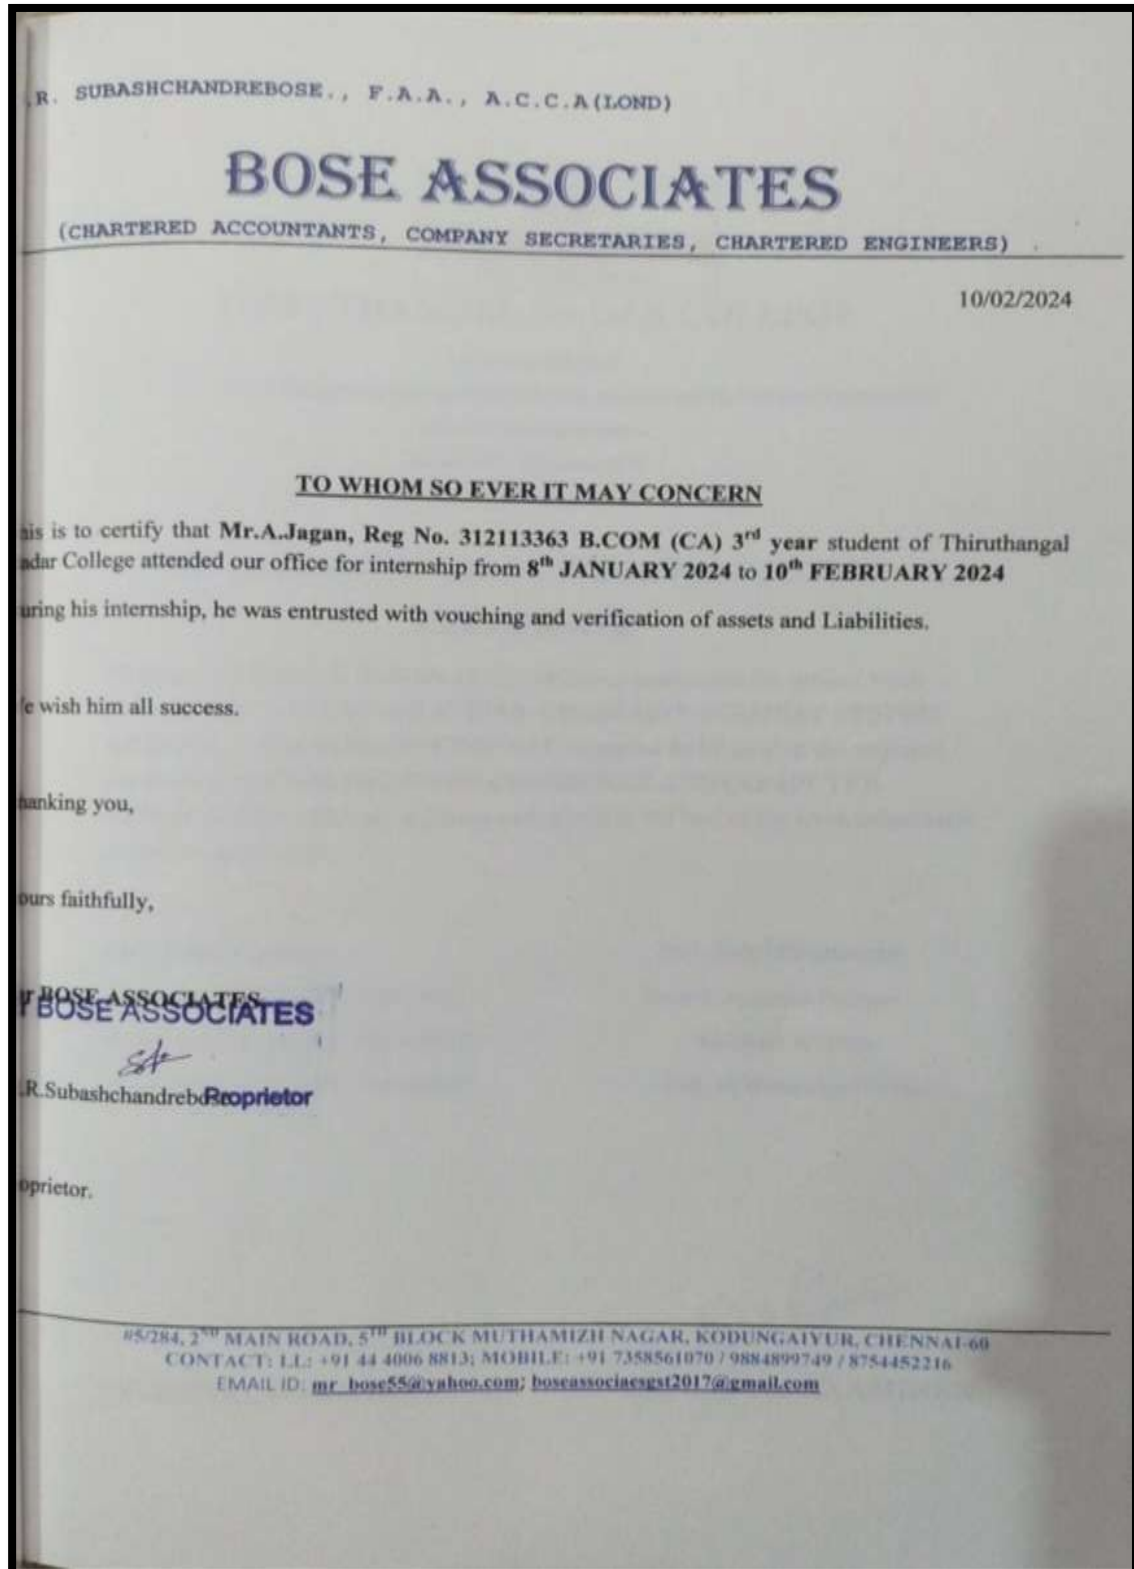 .R. SUBASHCHANDREBOSE., F.A.A., A.C.C.A(LOND)
BOSE ASSOCIATES
(CHARTERED ACCOUNTANTS, COMPANY SECRETARIES, CHARTERED ENGINEERS)
10/02/2024
TO WHOM SO EVER IT MAY CONCERN
his is to certify that Mr.A.Jagan, Reg No. 312113363 B.COM (CA) 3rd year student of Thiruthangal
adar College attended our office for internship from 8th JANUARY 2024 to 10th FEBRUARY 2024
uring his internship, he was entrusted with vouching and verification of assets and Liabilities.
e wish him all success.
hanking you,
ours faithfully,
r BOSE ASSOCIATES
r BOSE ASSOCIATES
.R.Subashchandrebose Proprietor
oprietor.
#5/284, 2ND MAIN ROAD, 5TH BLOCK MUTHAMIZH NAGAR, KODUNGAIYUR, CHENNAI-60
CONTACT: LL: +91 44 4006 8813; MOBILE: +91 7358561070 / 9884899749 / 8754452216
EMAIL ID: mr_bose55@yahoo.com; boseassociaesgst2017@gmail.com